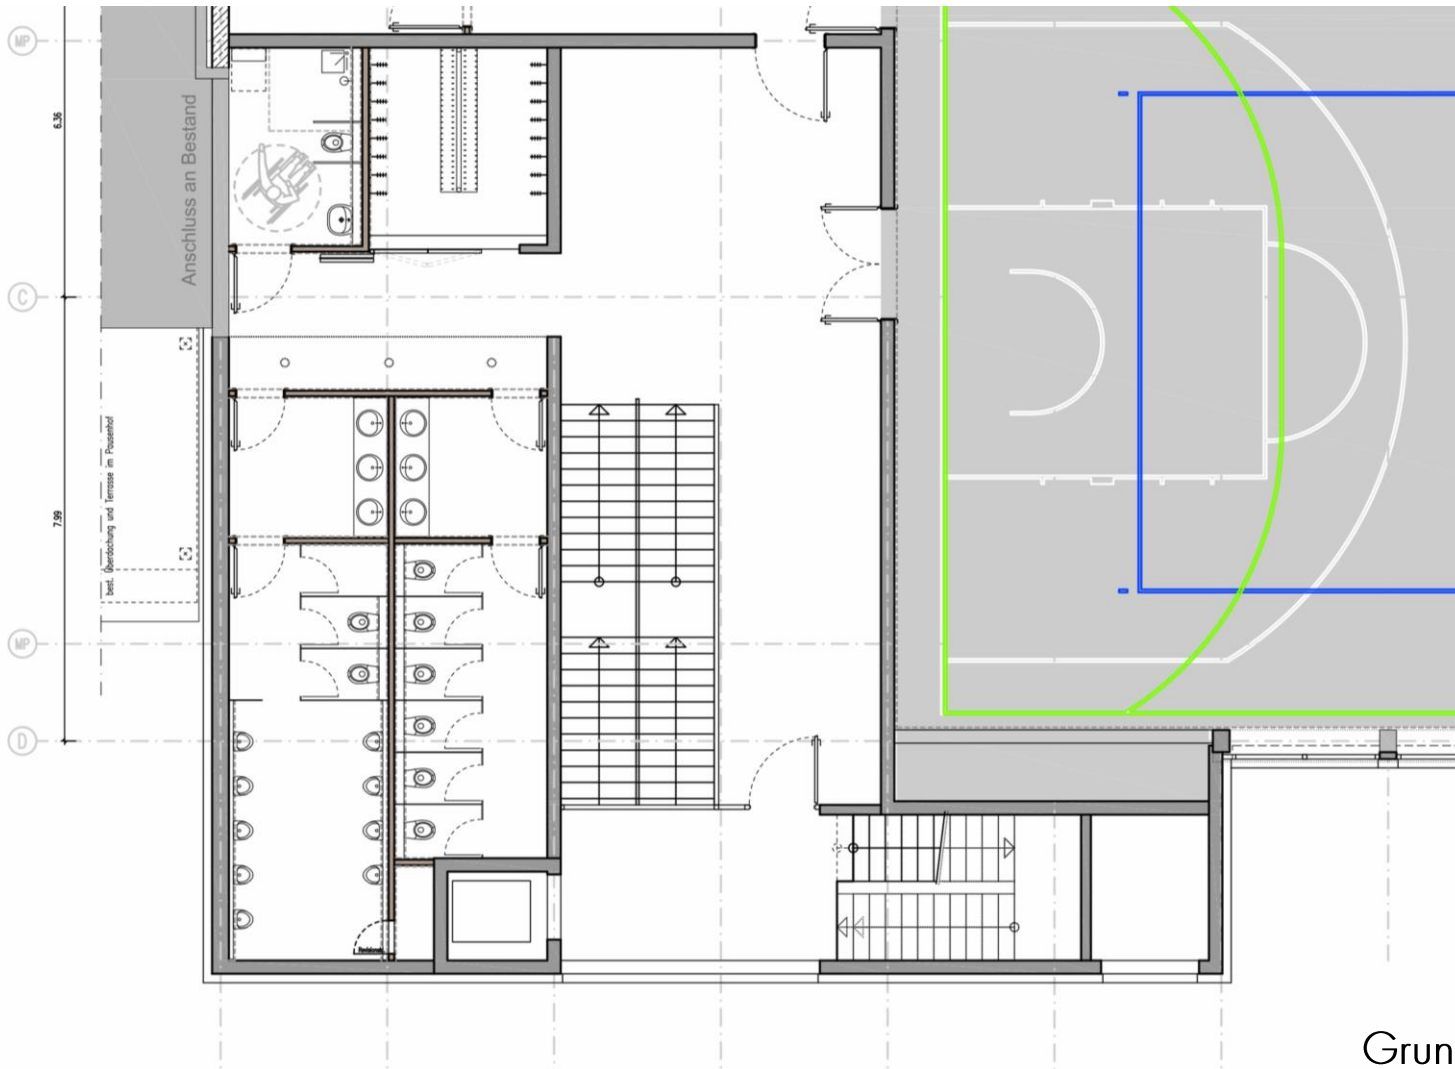 MP
6.36
Anschluss an Bestand
C
best. Überdachung und Terrasse im Pausenhof
7.99
MP
D
Grun